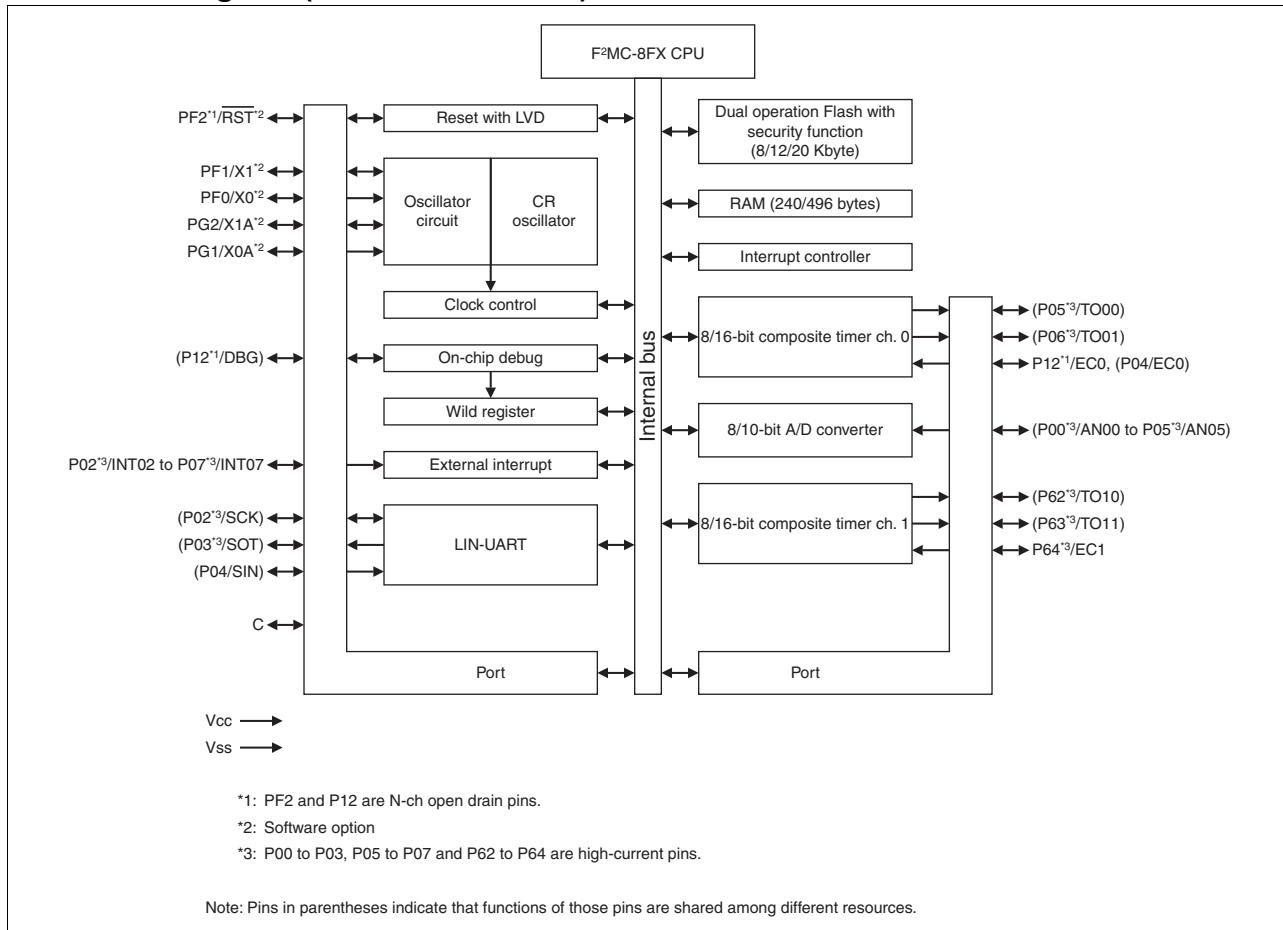 F²MC-8FX CPU
PF2*1/RST*2
Reset with LVD
Dual operation Flash with
security function
(8/12/20 Kbyte)
PF1/X1*2
PF0/X0*2
PG2/X1A*2
PG1/X0A*2
Oscillator
circuit
CR
oscillator
RAM (240/496 bytes)
Interrupt controller
Clock control
(P12*1/DBG)
On-chip debug
Wild register
Internal bus
8/16-bit composite timer ch. 0
(P05*3/TO00)
(P06*3/TO01)
P12*1/EC0, (P04/EC0)
8/10-bit A/D converter
(P00*3/AN00 to P05*3/AN05)
P02*3/INT02 to P07*3/INT07
External interrupt
(P02*3/SCK)
(P03*3/SOT)
(P04/SIN)
LIN-UART
8/16-bit composite timer ch. 1
(P62*3/TO10)
(P63*3/TO11)
P64*3/EC1
C
Port
Port
Vcc
Vss
*1: PF2 and P12 are N-ch open drain pins.
*2: Software option
*3: P00 to P03, P05 to P07 and P62 to P64 are high-current pins.
Note: Pins in parentheses indicate that functions of those pins are shared among different resources.